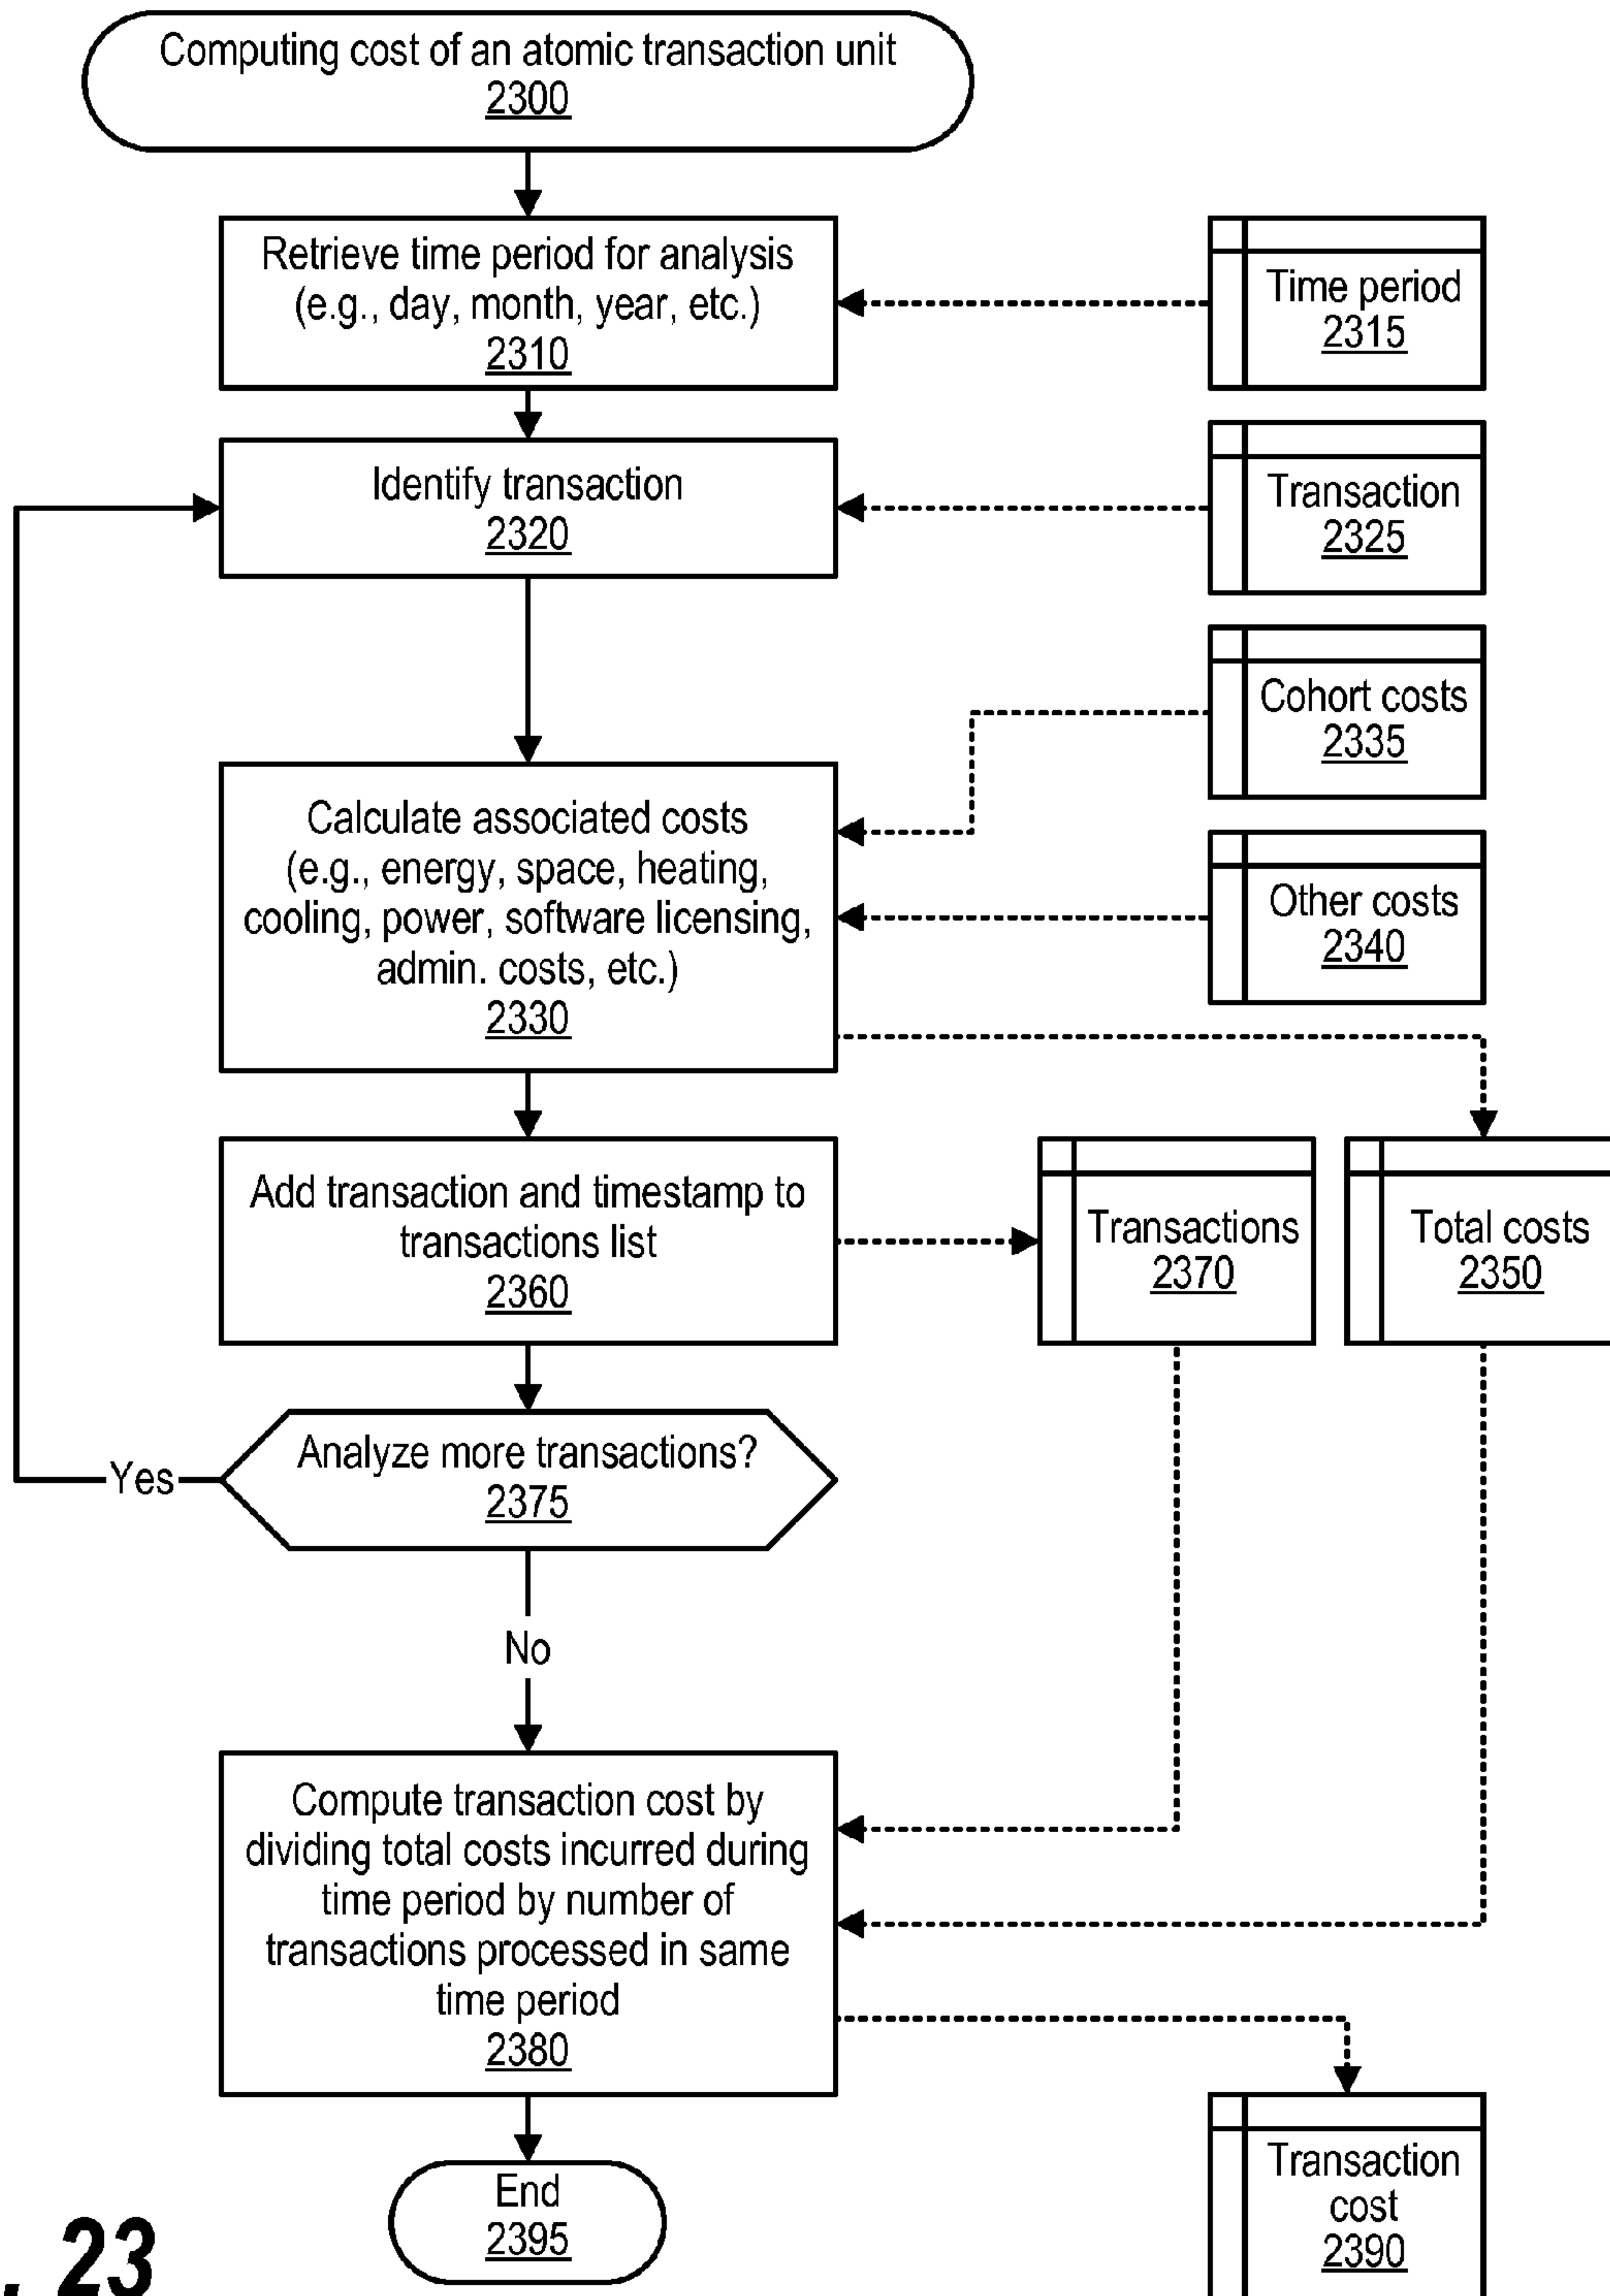 Computing cost of an atomic transaction unit
2300
Retrieve time period for analysis
(e.g., day, month, year, etc.)
2310
Time period
2315
Identify transaction
2320
Transaction
2325
Cohort costs
2335
Calculate associated costs
(e.g., energy, space, heating,
cooling, power, software licensing,
admin. costs, etc.)
2330
Other costs
2340
Add transaction and timestamp to
transactions list
2360
Transactions
2370
Total costs
2350
Analyze more transactions?
2375
Yes
No
Compute transaction cost by
dividing total costs incurred during
time period by number of
transactions processed in same
time period
2380
Transaction
cost
2390
End
2395
. 23